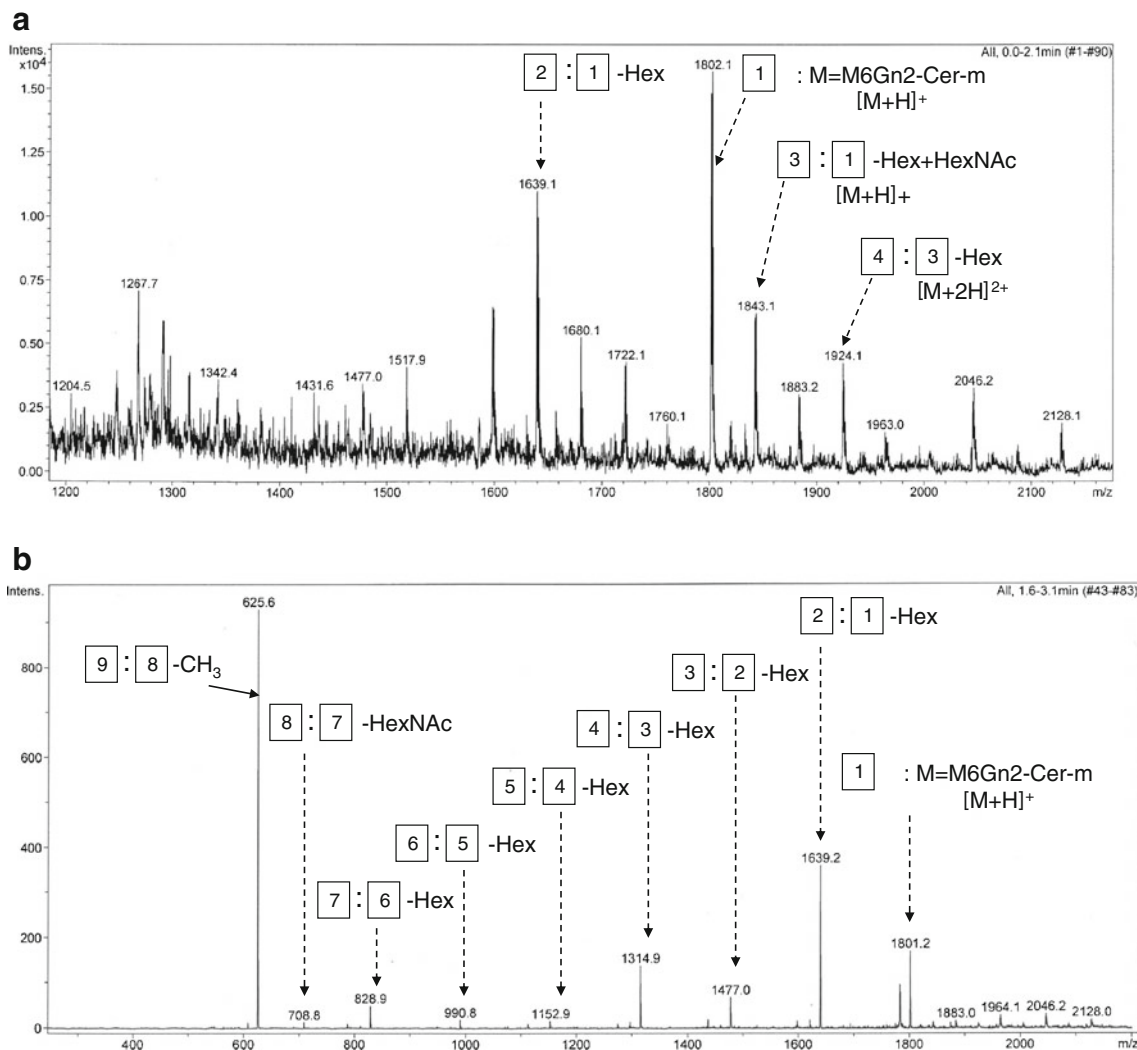 a
Intens.
x10⁴
All, 0.0-2.1min (#1-#90)
1802.1
2 : 1 -Hex
1 : M=M6Gn2-Cer-m
[M+H]⁺
1.50
3 : 1 -Hex+HexNAc
[M+H]+
1.25
1639.1
1.00
4 : 3 -Hex
[M+2H]²⁺
0.75
1267.7
1843.1
0.50
1680.1
1722.1
1924.1
1517.9
1342.4
1477.0
1204.5
1431.6
1883.2
2046.2
0.25
1760.1
1963.0
2128.1
0.00
1200 1300 1400 1500 1600 1700 1800 1900 2000 2100 m/z
b
Intens.
All, 1.6-3.1min (#43-#83)
625.6
2 : 1 -Hex
9 : 8 -CH₃
3 : 2 -Hex
800
8 : 7 -HexNAc
4 : 3 -Hex
600
5 : 4 -Hex
1 : M=M6Gn2-Cer-m
[M+H]⁺
6 : 5 -Hex
400
1639.2
7 : 6 -Hex
200
1801.2
1314.9
1477.0
828.9
708.8
990.8
1152.9
1883.0
1964.1
2046.2
2128.0
0
400 600 800 1000 1200 1400 1600 1800 2000 m/z